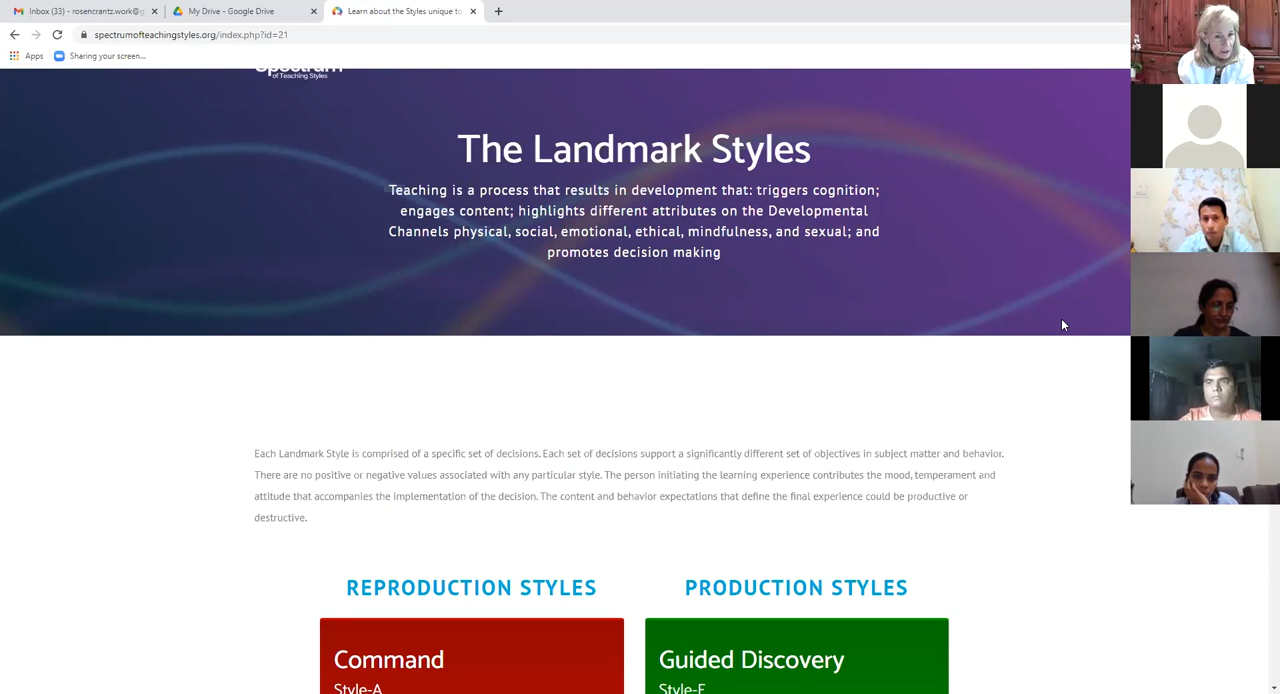 Inbox (33) - rosencrantz.work@g
My Drive - Google Drive
Learn about the Styles unique to
spectrumofteachingstyles.org/index.php?id=21
Apps
Sharing your screen...
Spectrum
of Teaching Styles
The Landmark Styles
Teaching is a process that results in development that: triggers cognition;
engages content; highlights different attributes on the Developmental
Channels physical, social, emotional, ethical, mindfulness, and sexual; and
promotes decision making
Each Landmark Style is comprised of a specific set of decisions. Each set of decisions support a significantly different set of objectives in subject matter and behavior.
There are no positive or negative values associated with any particular style. The person initiating the learning experience contributes the mood, temperament and
attitude that accompanies the implementation of the decision. The content and behavior expectations that define the final experience could be productive or
destructive.
REPRODUCTION STYLES
PRODUCTION STYLES
Command
Style-A
Guided Discovery
Style-F